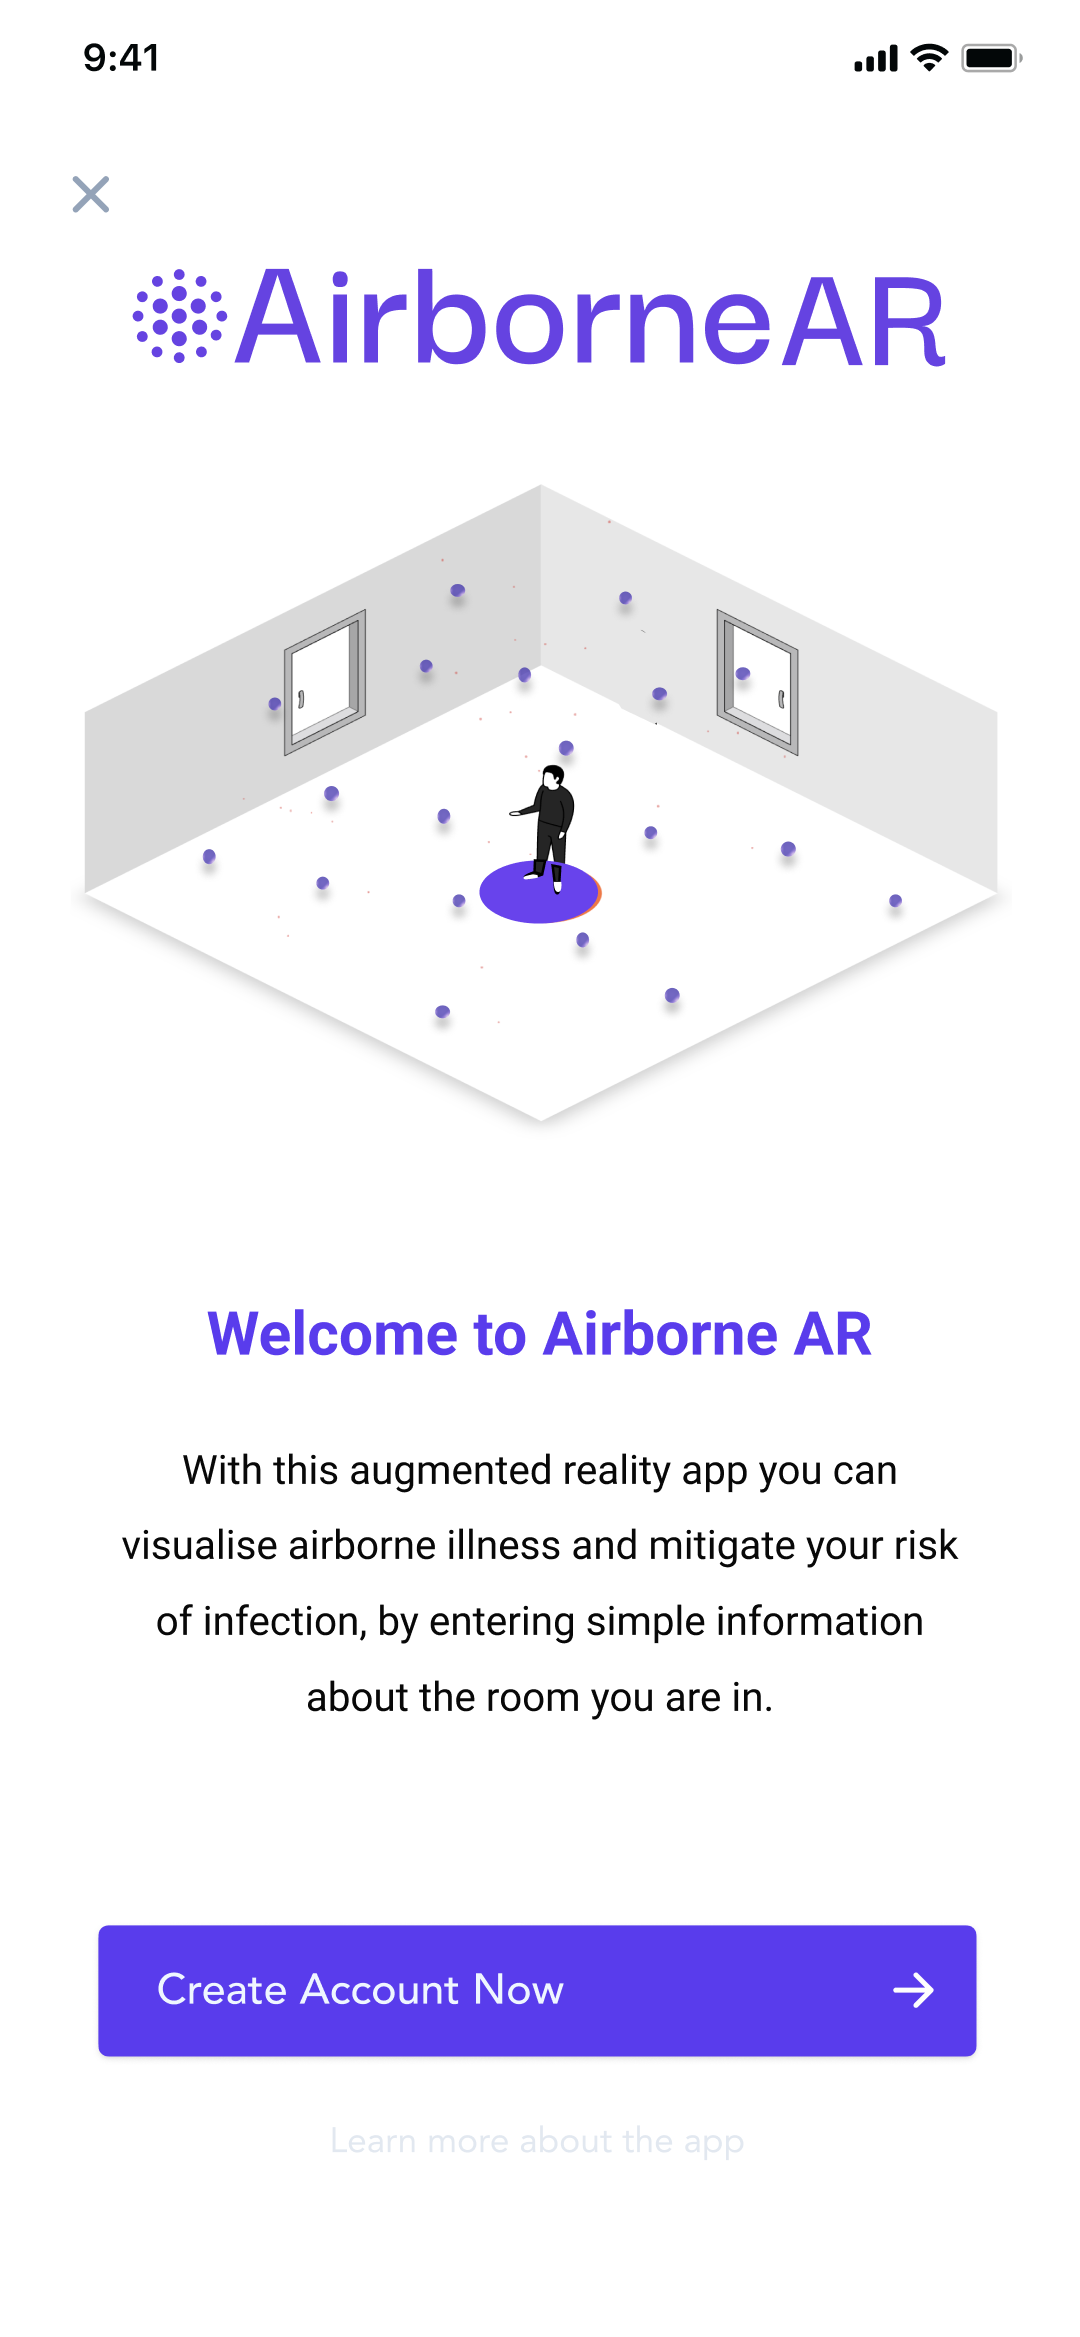 9:41
AirborneAR
Welcome to Airborne AR
With this augmented reality app you can
visualise airborne illness and mitigate your risk
of infection, by entering simple information
about the room you are in.
Create Account Now
Learn more about the app